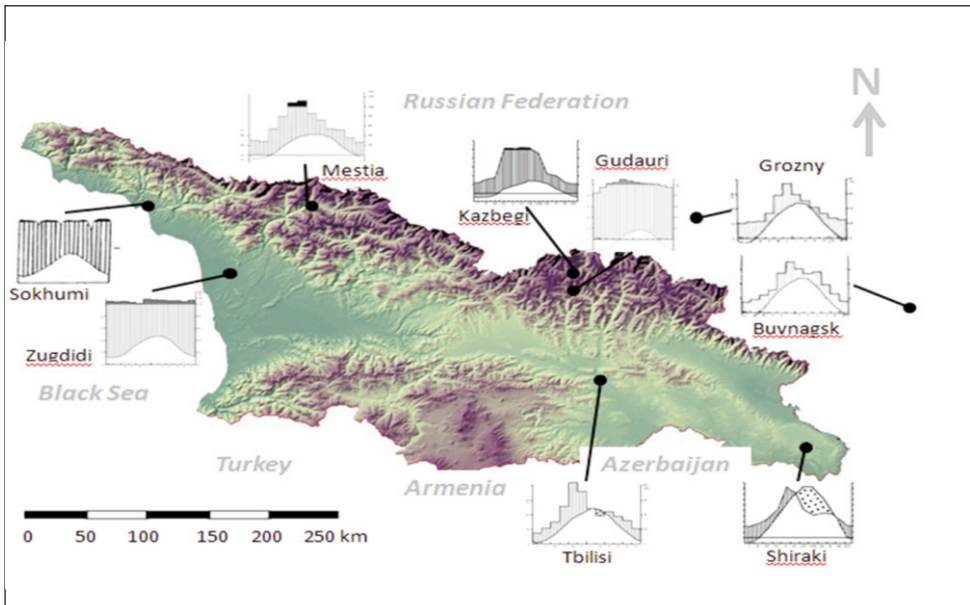 Russian Federation
N
Mestia
Gudauri
Grozny
Kazbegi
Sokhumi
Buvnagsk
Zugdidi
Black Sea
Turkey
Azerbaijan
Armenia
Tbilisi
Shiraki
0 50 100 150 200 250 km